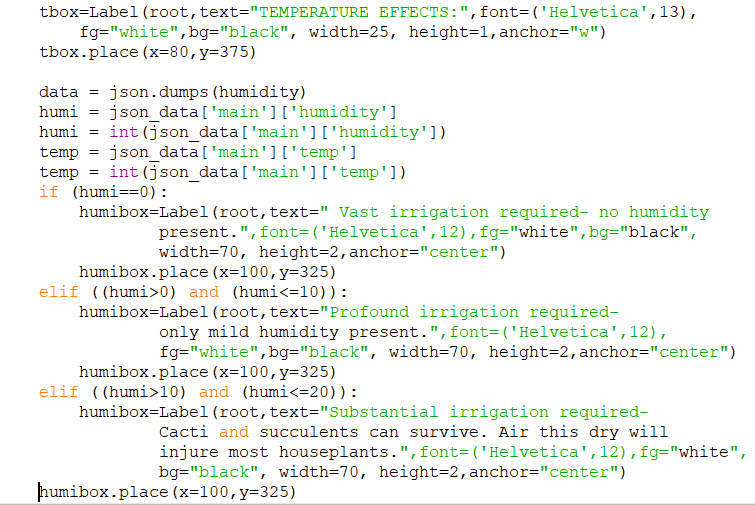 tbox=Label(root,text="TEMPERATURE EFFECTS:",font=('Helvetica',13),
    fg="white",bg="black", width=25, height=1,anchor="w")
tbox.place(x=80,y=375)

data = json.dumps(humidity)
humi = json_data['main']['humidity']
humi = int(json_data['main']['humidity'])
temp = json_data['main']['temp']
temp = int(json_data['main']['temp'])
if (humi==0):
    humibox=Label(root,text=" Vast irrigation required- no humidity
            present.",font=('Helvetica',12),fg="white",bg="black",
            width=70, height=2,anchor="center")
    humibox.place(x=100,y=325)
elif ((humi>0) and (humi<=10)):
    humibox=Label(root,text="Profound irrigation required-
            only mild humidity present.",font=('Helvetica',12),
            fg="white",bg="black", width=70, height=2,anchor="center")
    humibox.place(x=100,y=325)
elif ((humi>10) and (humi<=20)):
    humibox=Label(root,text="Substantial irrigation required-
            Cacti and succulents can survive. Air this dry will
            injure most houseplants.",font=('Helvetica',12),fg="white",
            bg="black", width=70, height=2,anchor="center")
humibox.place(x=100,y=325)